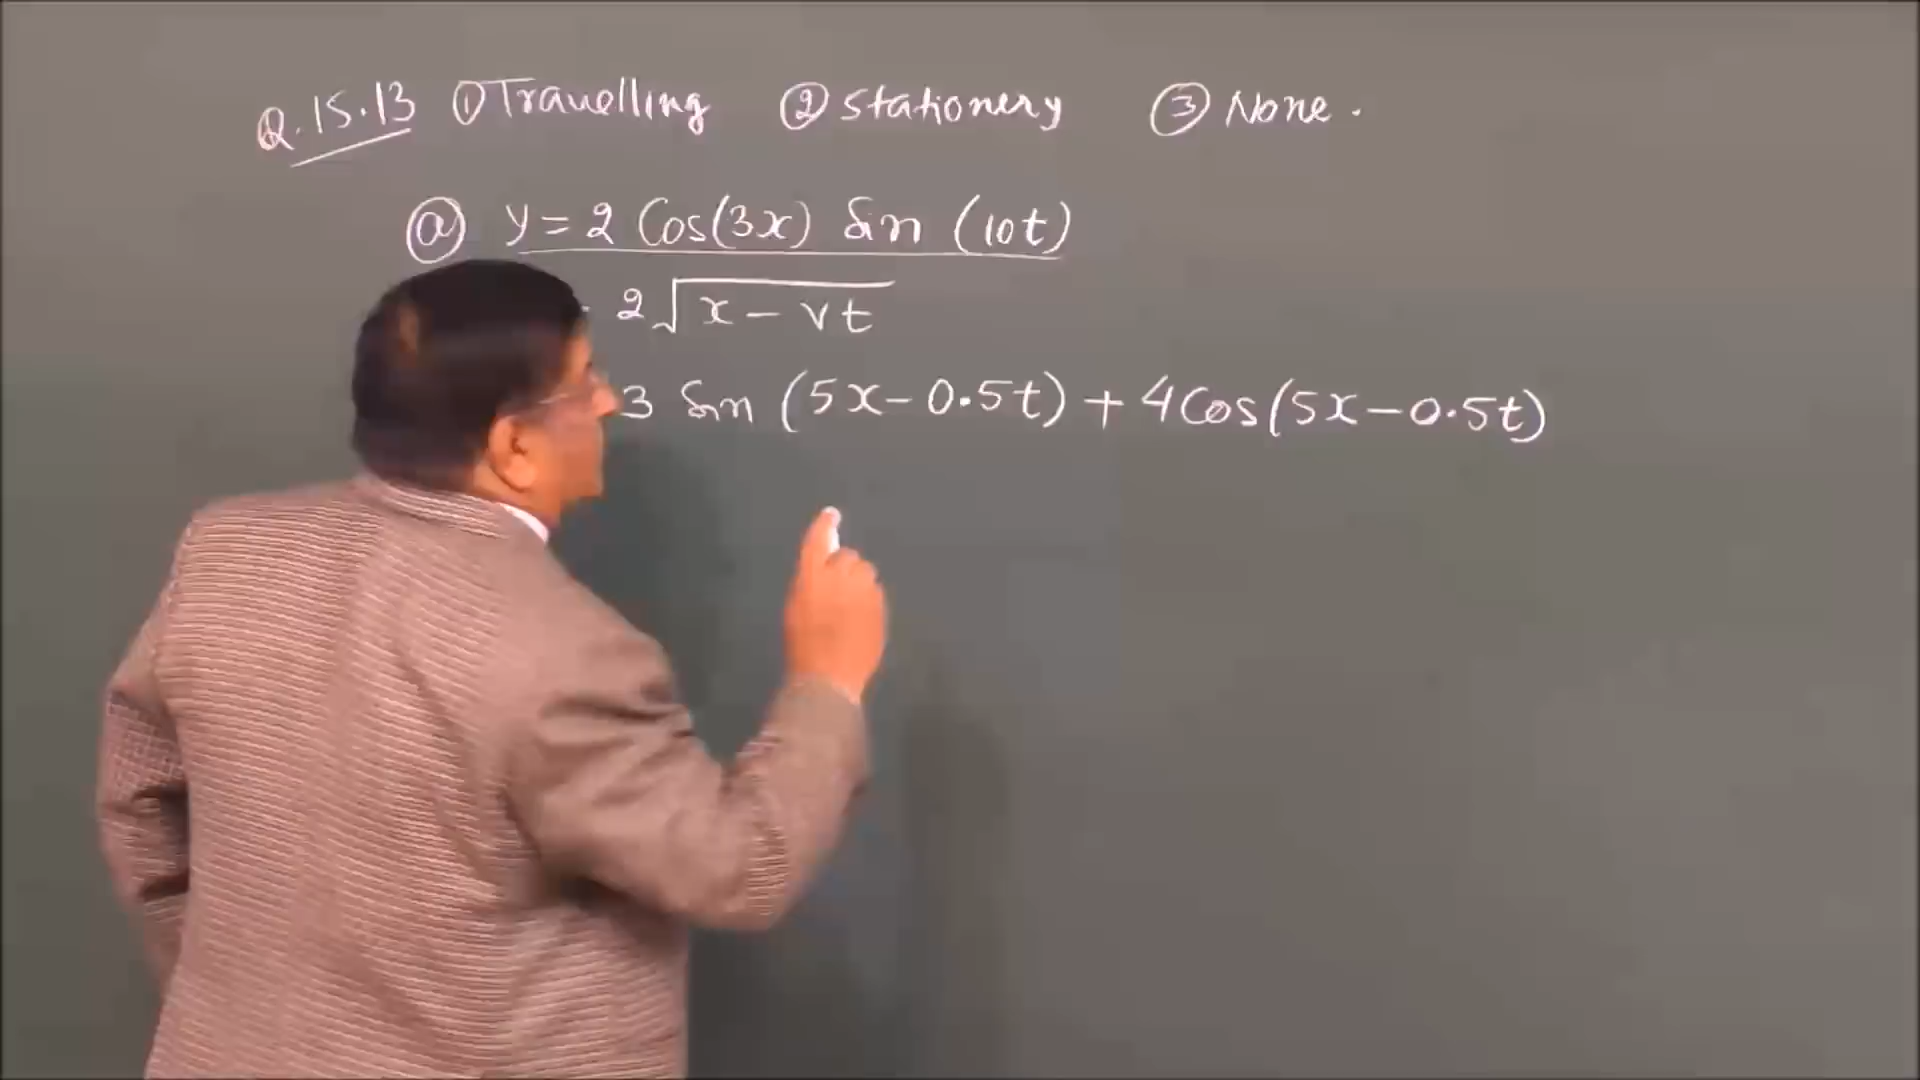 Q.15.13 ① Travelling ② Stationery ③ None.
ⓐ y = 2 Cos(3x) Sin (10t)
2√x - vt
3 Sin (5x - 0.5t) + 4 Cos (5x - 0.5t)